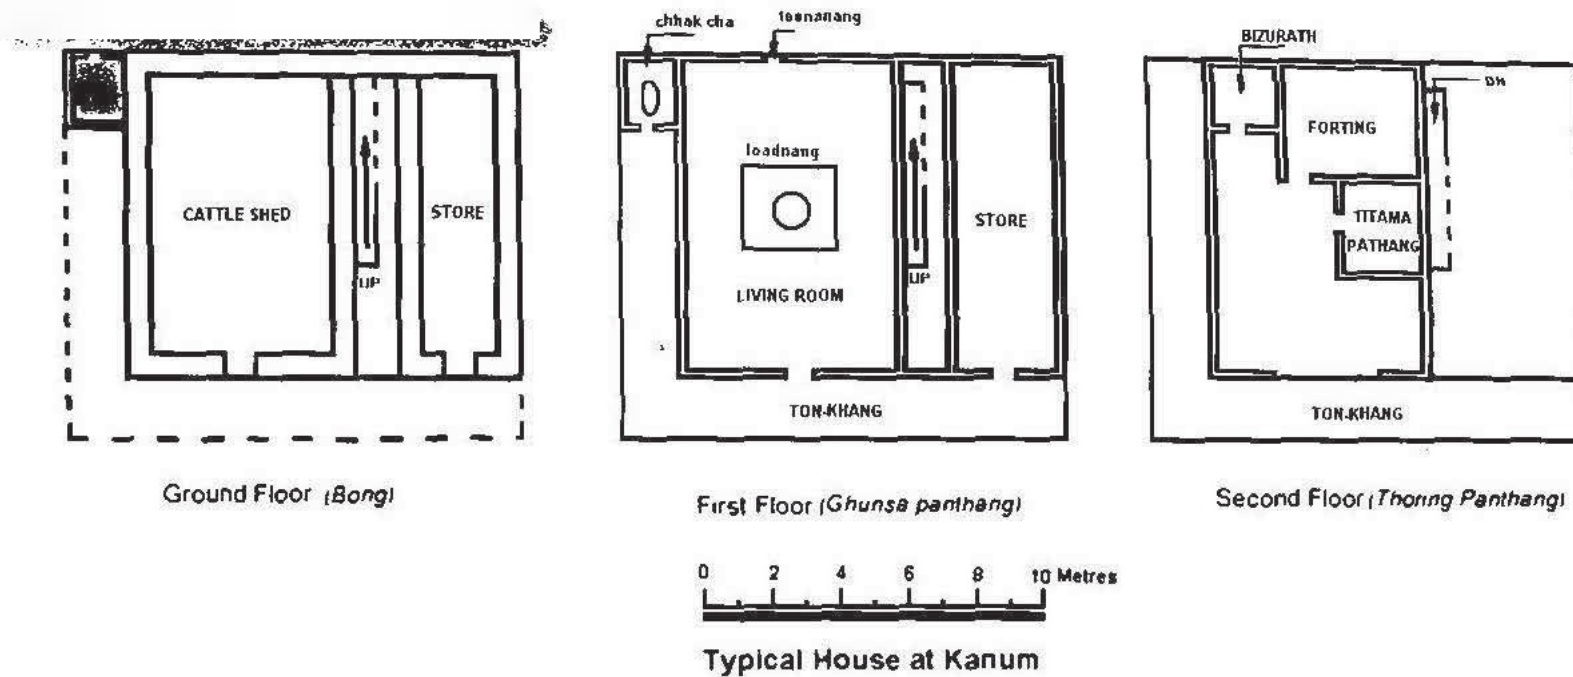 chhak cha
CATTLE SHED
STORE
UP
Ground Floor (Bong)
loadnang
LIVING ROOM
UP
STORE
TON-KHANG
First Floor (Ghunsa panthang)
BIZURATH
FORTING
TITAMA
PATHANG
TON-KHANG
Second Floor (Thoring Panthang)
0 2 4 6 8 10 Metres
Typical House at Kanum